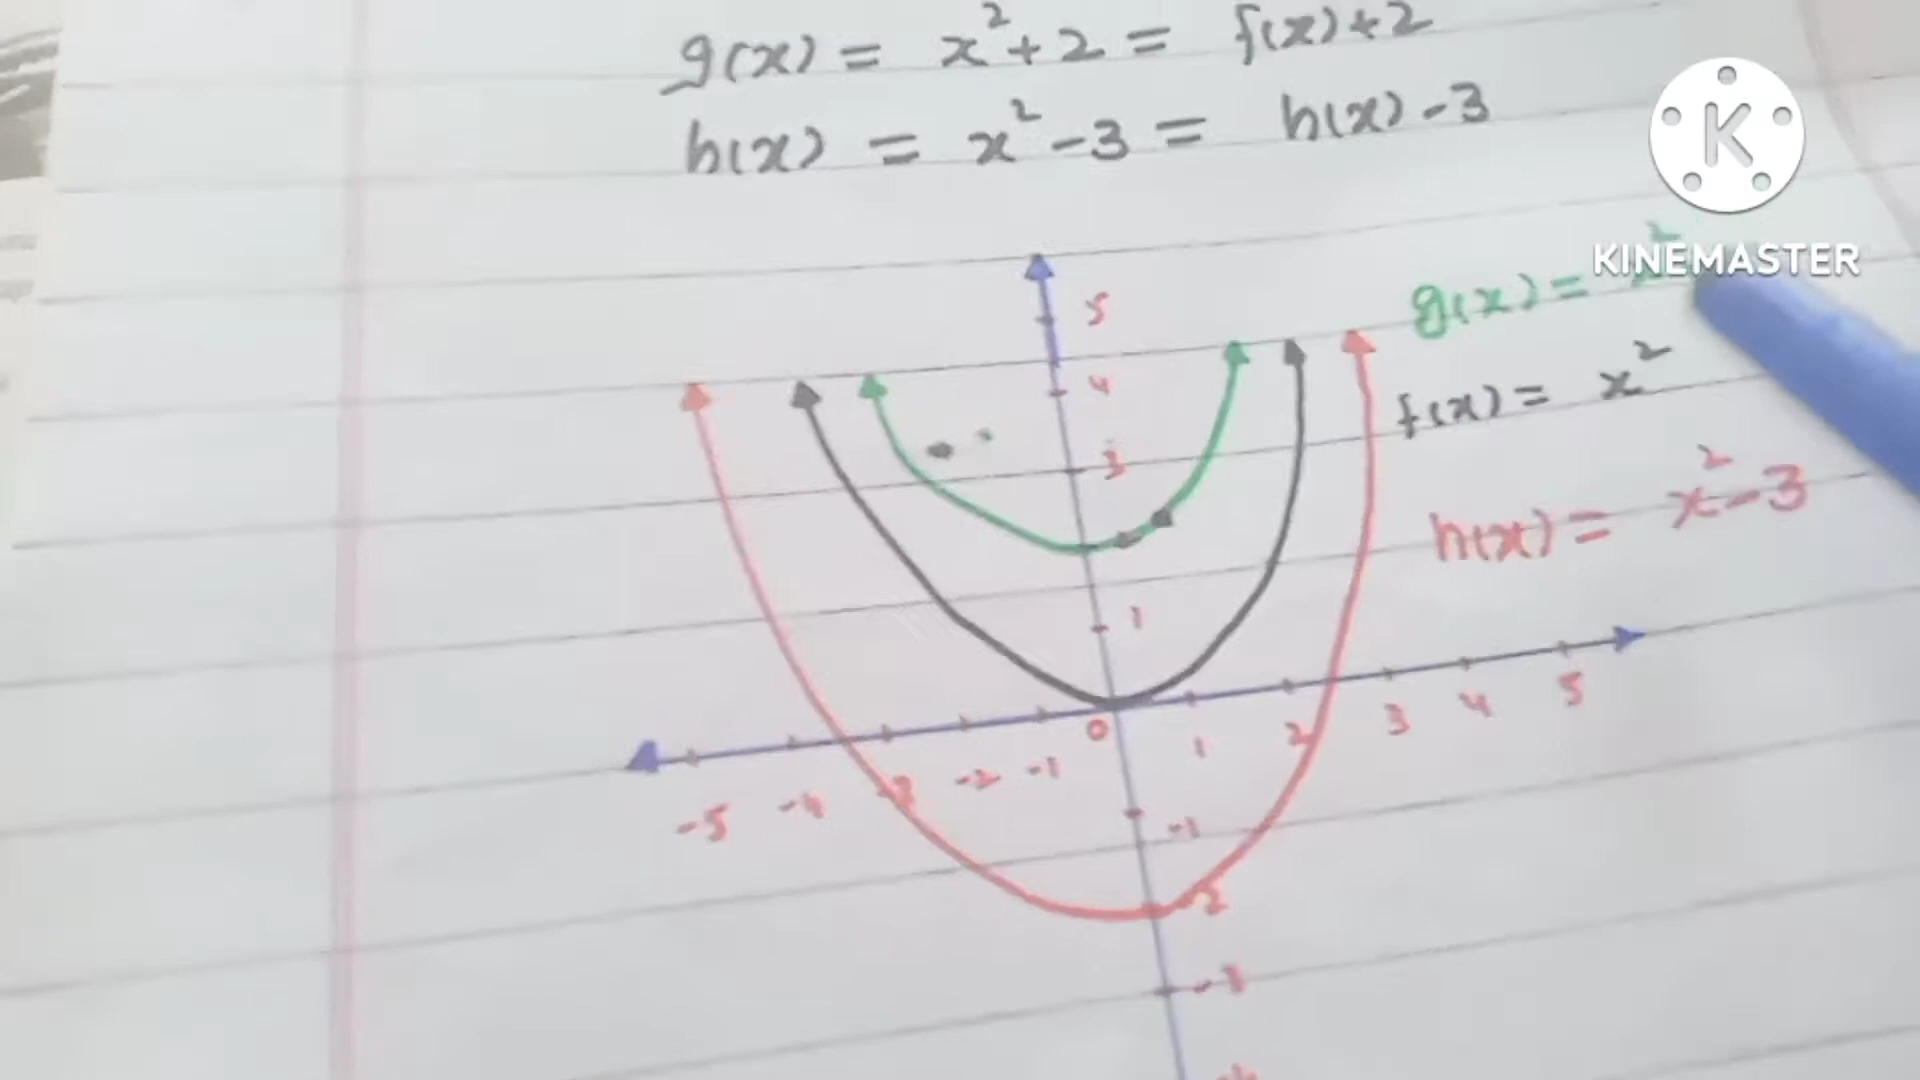 g(x) = x²+2 = f(x)+2
h(x) = x²-3 = h(x)-3
K
KINEMASTER
g(x) = x²
f(x) = x²
h(x) = x²-3
5
4
3
1
0
-5 -4 -3 -2 -1 1 2 3 4 5
-1
-2
-3